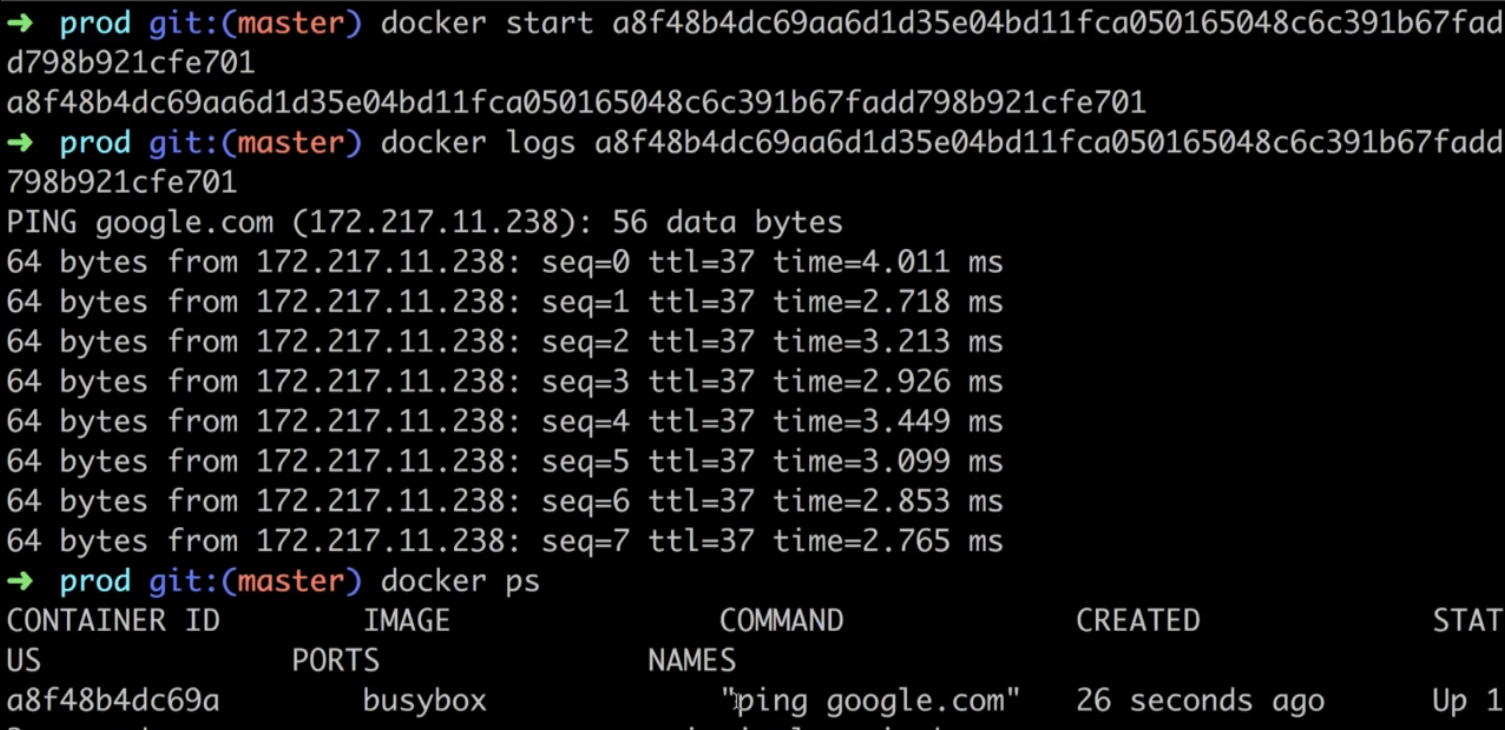 ➜ prod git:(master) docker start a8f48b4dc69aa6d1d35e04bd11fca050165048c6c391b67fad
d798b921cfe701
a8f48b4dc69aa6d1d35e04bd11fca050165048c6c391b67fadd798b921cfe701
➜ prod git:(master) docker logs a8f48b4dc69aa6d1d35e04bd11fca050165048c6c391b67fadd
798b921cfe701
PING google.com (172.217.11.238): 56 data bytes
64 bytes from 172.217.11.238: seq=0 ttl=37 time=4.011 ms
64 bytes from 172.217.11.238: seq=1 ttl=37 time=2.718 ms
64 bytes from 172.217.11.238: seq=2 ttl=37 time=3.213 ms
64 bytes from 172.217.11.238: seq=3 ttl=37 time=2.926 ms
64 bytes from 172.217.11.238: seq=4 ttl=37 time=3.449 ms
64 bytes from 172.217.11.238: seq=5 ttl=37 time=3.099 ms
64 bytes from 172.217.11.238: seq=6 ttl=37 time=2.853 ms
64 bytes from 172.217.11.238: seq=7 ttl=37 time=2.765 ms
➜ prod git:(master) docker ps
CONTAINER ID IMAGE COMMAND CREATED STAT
US PORTS NAMES
a8f48b4dc69a busybox "ping google.com" 26 seconds ago Up 1